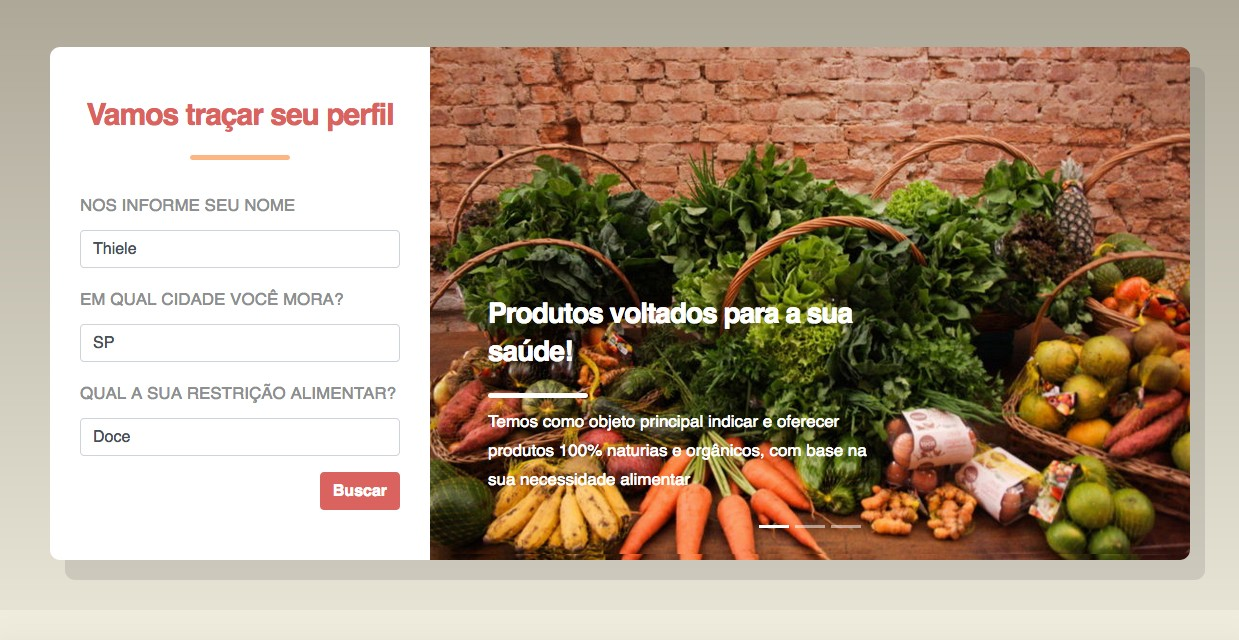 Vamos traçar seu perfil
NOS INFORME SEU NOME
Thiele
EM QUAL CIDADE VOCÊ MORA?
SP
QUAL A SUA RESTRIÇÃO ALIMENTAR?
Doce
Buscar
Produtos voltados para a sua
saúde!
Temos como objeto principal indicar e oferecer
produtos 100% naturias e orgânicos, com base na
sua necessidade alimentar